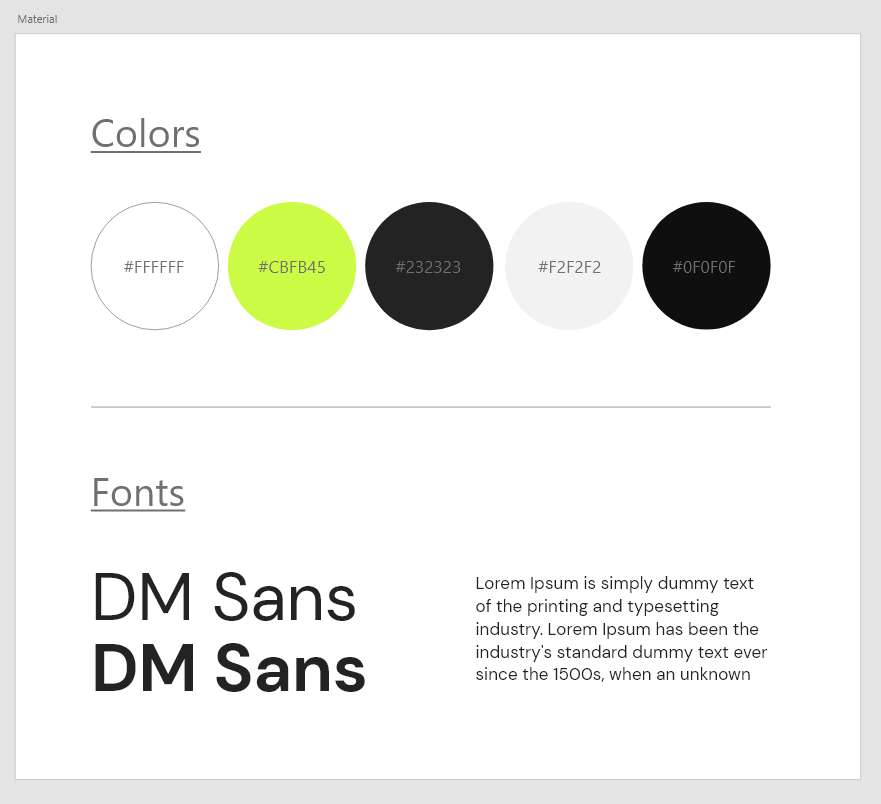 Material
Colors
#FFFFFF #CBFB45 #232323 #F2F2F2 #0F0F0F
Fonts
DM Sans
DM Sans
Lorem Ipsum is simply dummy text
of the printing and typesetting
industry. Lorem Ipsum has been the
industry's standard dummy text ever
since the 1500s, when an unknown